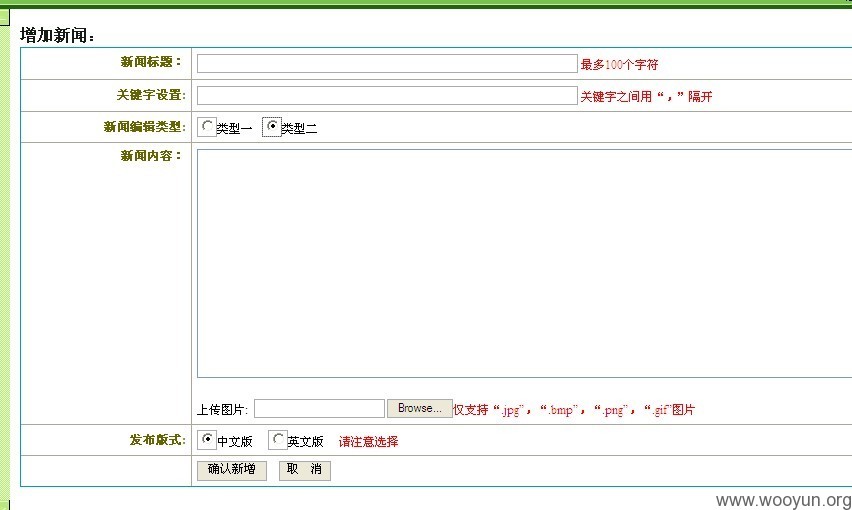 增加新闻：
新闻标题： 最多100个字符
关键字设置: 关键字之间用“，”隔开
新闻编辑类型: 类型一 类型二
新闻内容：
上传图片: Browse... 仅支持“.jpg”，“.bmp”，“.png”，“.gif”图片
发布版式: 中文版 英文版 请注意选择
确认新增 取 消
www.wooyun.org